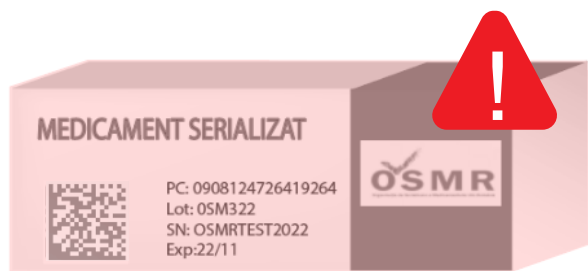 MEDICAMENT SERIALIZAT
PC: 0908124726419264
Lot: 0SM322
SN: OSMRTEST2022
Exp:22/11
OSMR
!